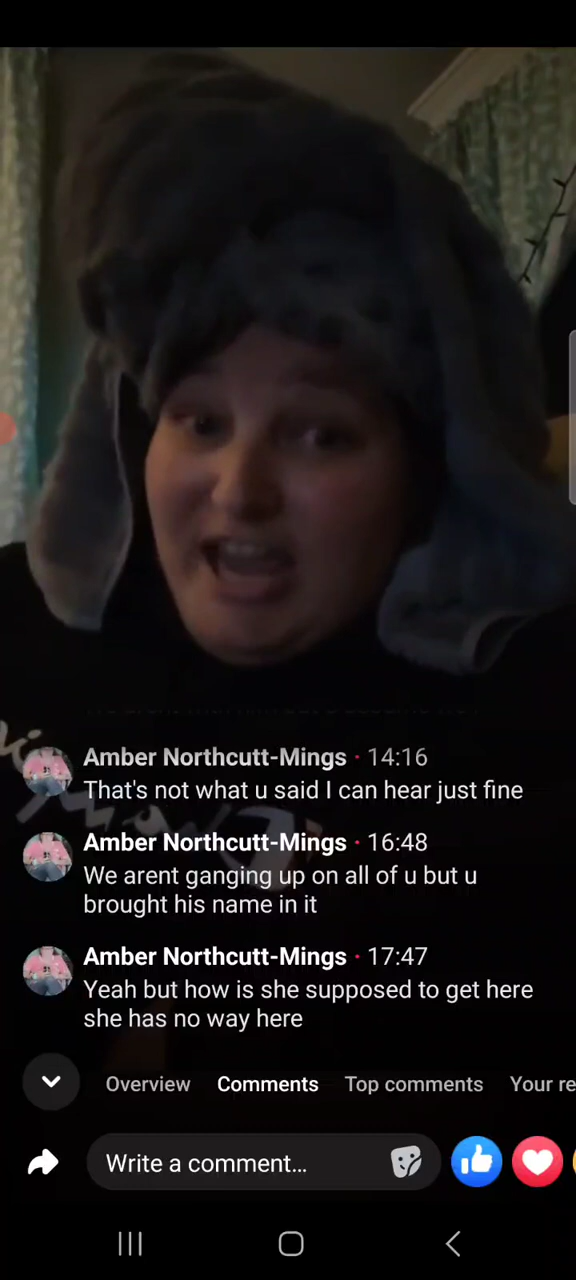 Amber Northcutt-Mings · 14:16
That's not what u said I can hear just fine
Amber Northcutt-Mings · 16:48
We arent ganging up on all of u but u
brought his name in it
Amber Northcutt-Mings · 17:47
Yeah but how is she supposed to get here
she has no way here
Overview Comments Top comments Your re
Write a comment...